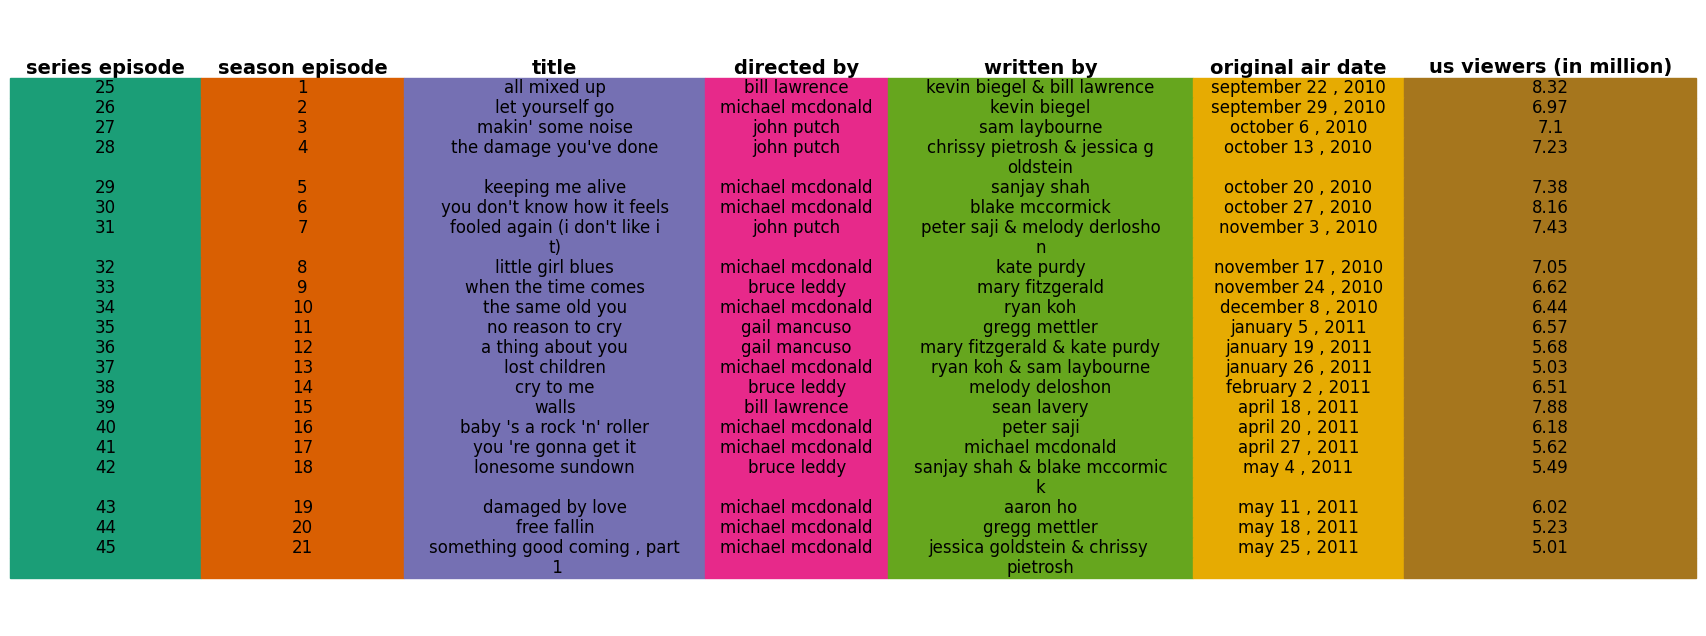 series episode season episode title directed by written by original air date us viewers (in million)
25 1 all mixed up bill lawrence kevin biegel & bill lawrence september 22 , 2010 8.32
26 2 let yourself go michael mcdonald kevin biegel september 29 , 2010 6.97
27 3 makin' some noise john putch sam laybourne october 6 , 2010 7.1
28 4 the damage you've done john putch chrissy pietrosh & jessica g october 13 , 2010 7.23
oldstein
29 5 keeping me alive michael mcdonald sanjay shah october 20 , 2010 7.38
30 6 you don't know how it feels michael mcdonald blake mccormick october 27 , 2010 8.16
31 7 fooled again (i don't like i john putch peter saji & melody derlosho november 3 , 2010 7.43
t) n
32 8 little girl blues michael mcdonald kate purdy november 17 , 2010 7.05
33 9 when the time comes bruce leddy mary fitzgerald november 24 , 2010 6.62
34 10 the same old you michael mcdonald ryan koh december 8 , 2010 6.44
35 11 no reason to cry gail mancuso gregg mettler january 5 , 2011 6.57
36 12 a thing about you gail mancuso mary fitzgerald & kate purdy january 19 , 2011 5.68
37 13 lost children michael mcdonald ryan koh & sam laybourne january 26 , 2011 5.03
38 14 cry to me bruce leddy melody deloshon february 2 , 2011 6.51
39 15 walls bill lawrence sean lavery april 18 , 2011 7.88
40 16 baby 's a rock 'n' roller michael mcdonald peter saji april 20 , 2011 6.18
41 17 you 're gonna get it michael mcdonald michael mcdonald april 27 , 2011 5.62
42 18 lonesome sundown bruce leddy sanjay shah & blake mccormic may 4 , 2011 5.49
k
43 19 damaged by love michael mcdonald aaron ho may 11 , 2011 6.02
44 20 free fallin michael mcdonald gregg mettler may 18 , 2011 5.23
45 21 something good coming , part michael mcdonald jessica goldstein & chrissy may 25 , 2011 5.01
1 pietrosh